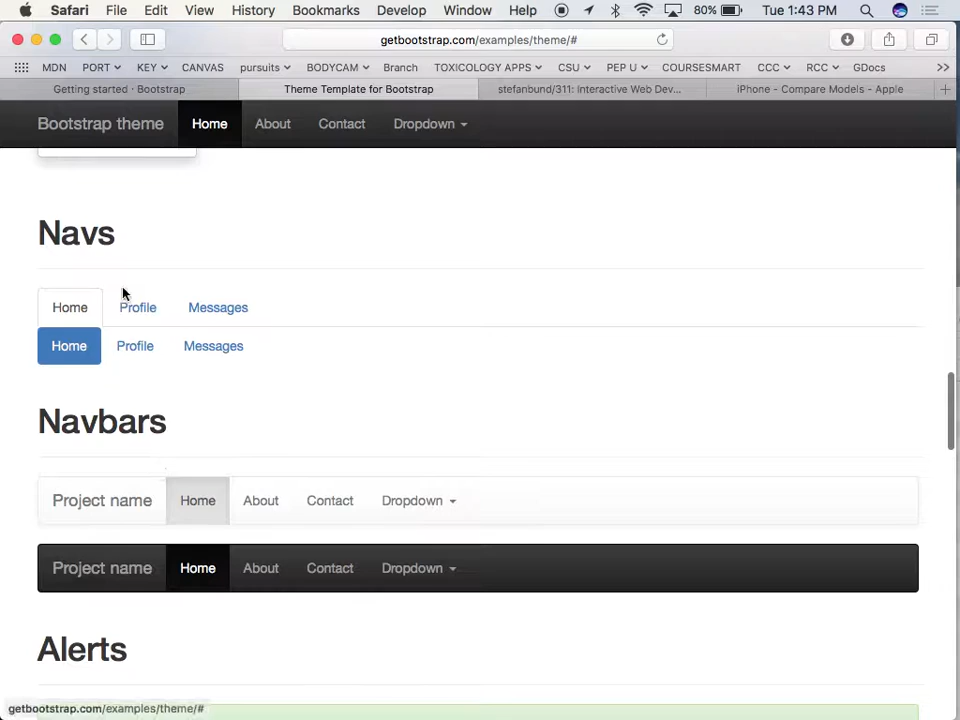 Safari File Edit View History Bookmarks Develop Window Help 80% Tue 1:43 PM
getbootstrap.com/examples/theme/#
MDN PORT KEY CANVAS pursuits BODYCAM Branch TOXICOLOGY APPS CSU PEP U COURSESMUND CCC RCC GDocs
Getting started · Bootstrap Theme Template for Bootstrap stefanbund/311: Interactive Web Dev... iPhone - Compare Models - Apple
Bootstrap theme Home About Contact Dropdown
Navs
Home Profile Messages
Home Profile Messages
Navbars
Project name Home About Contact Dropdown
Project name Home About Contact Dropdown
Alerts
getbootstrap.com/examples/theme/#